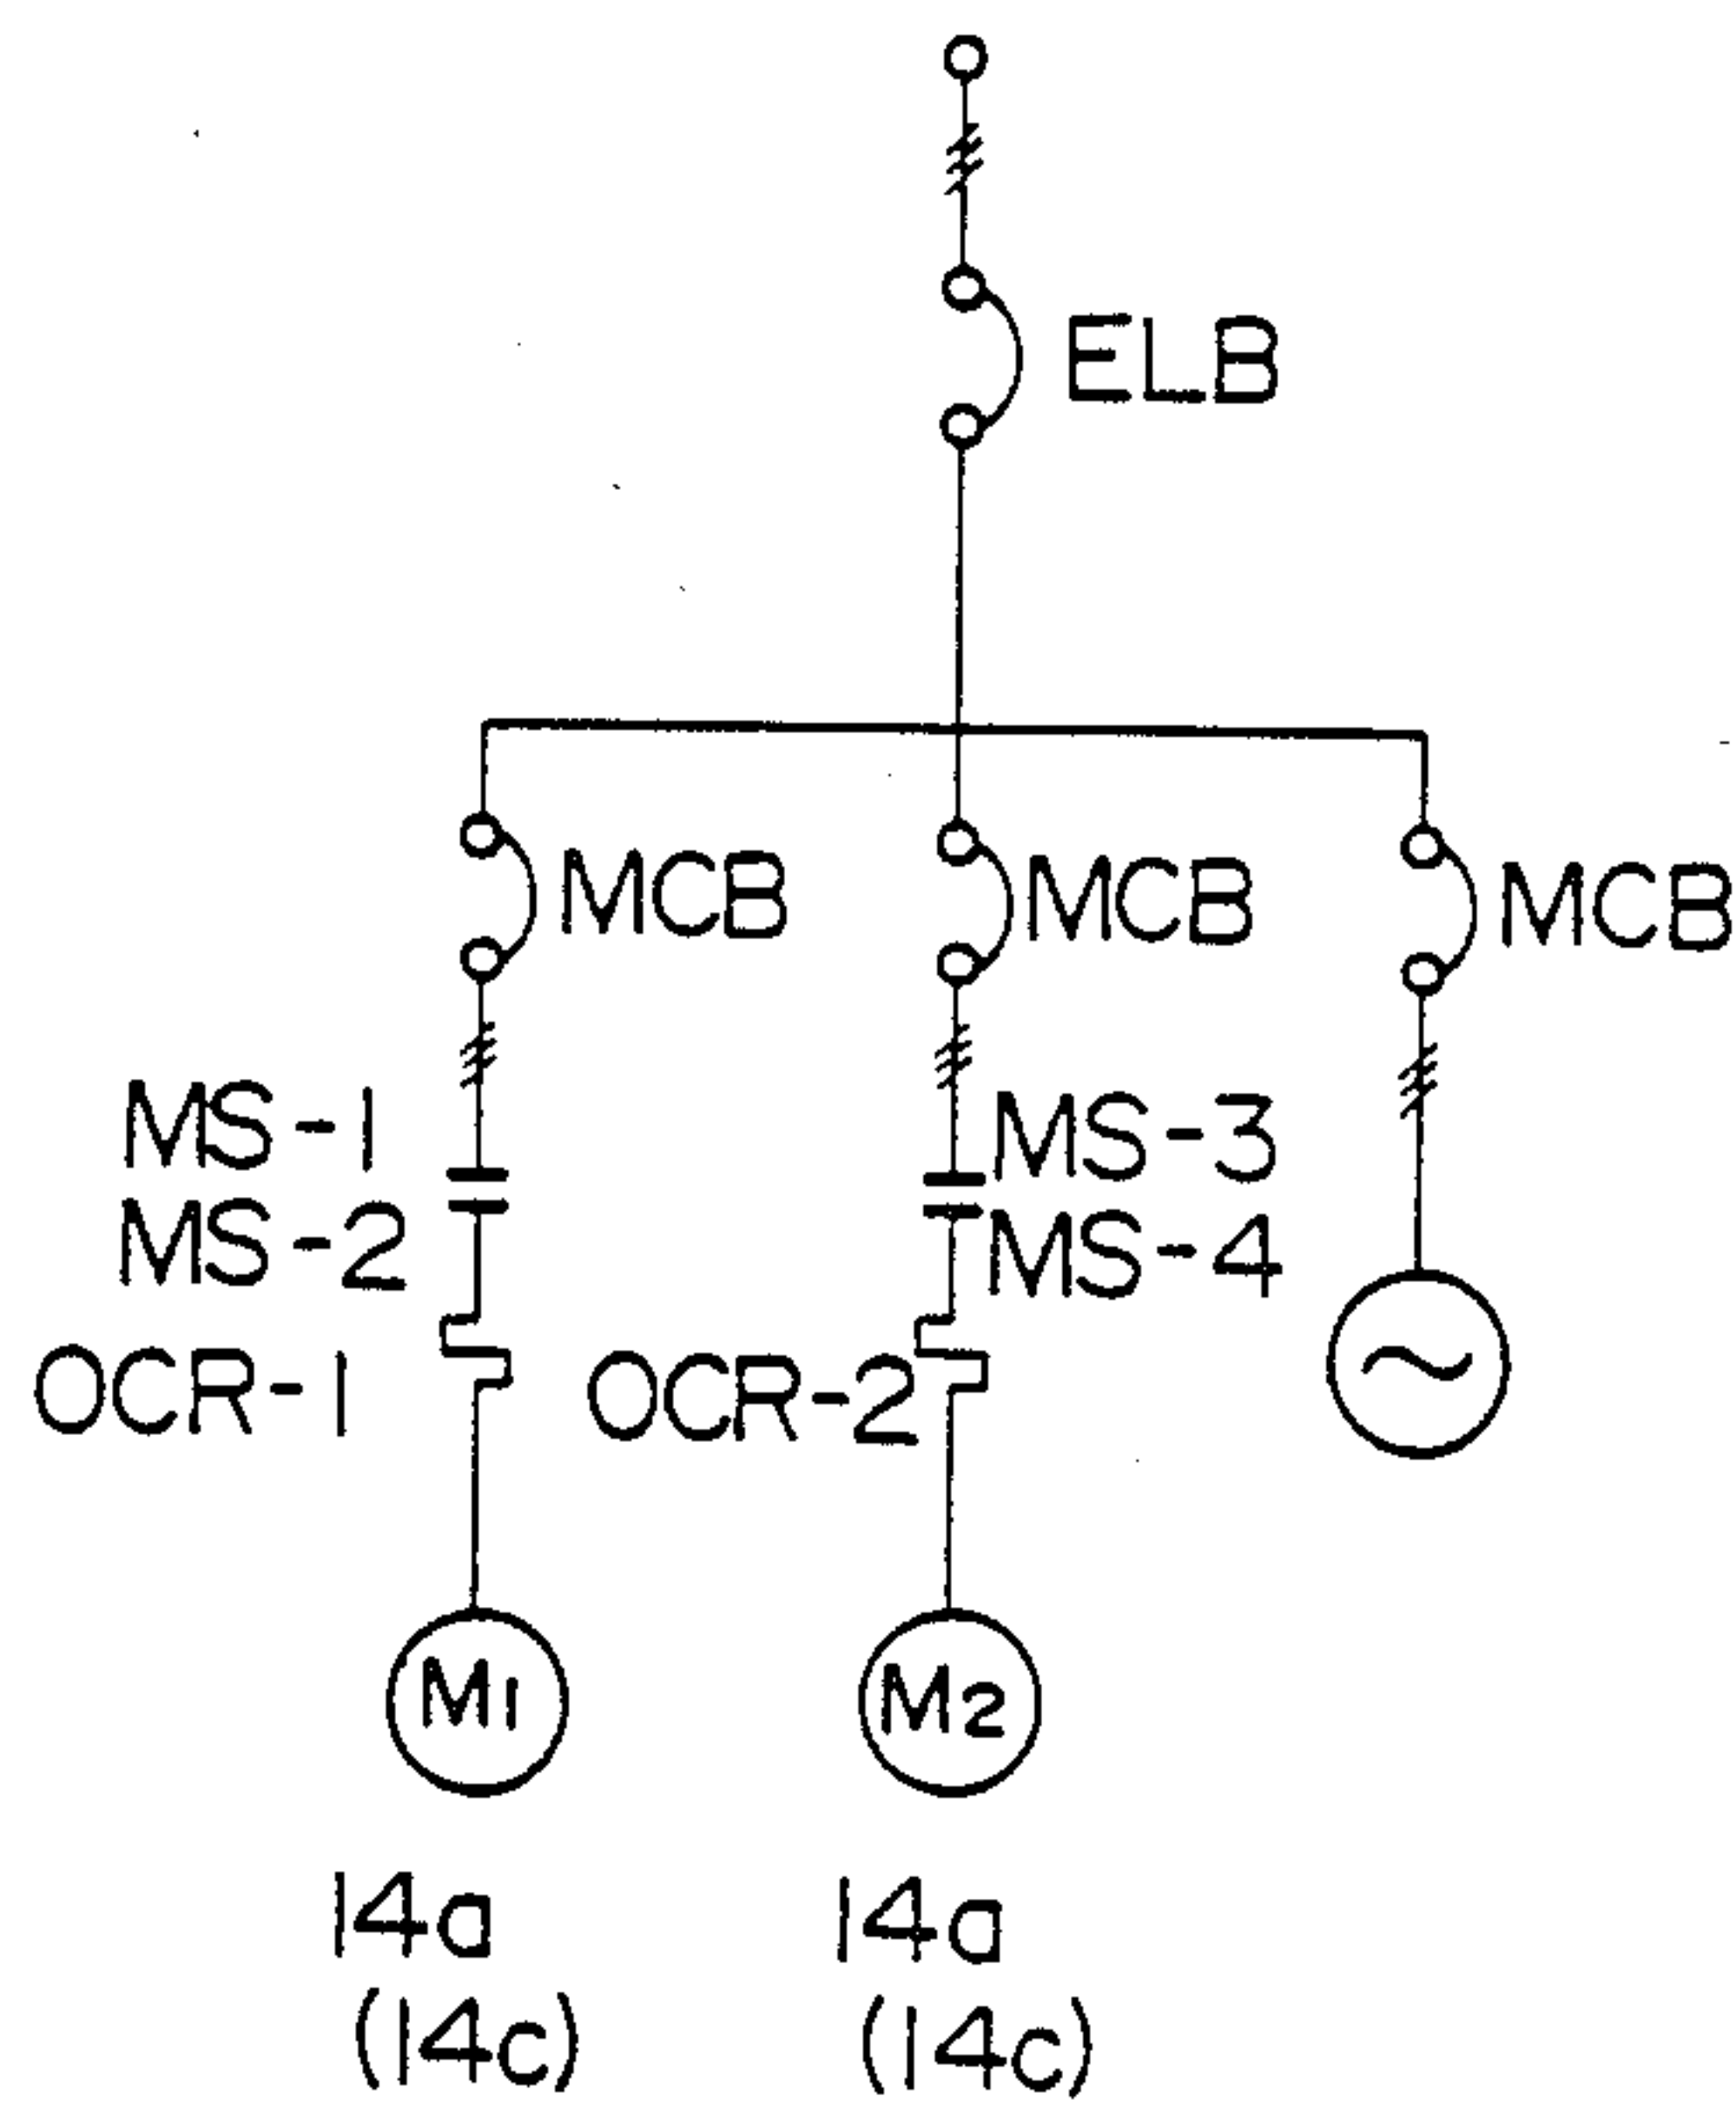 ELB
MCB
MCB
MCB
MS-1
MS-2
OCR-1
MS-3
MS-4
OCR-2
~
M1
M2
14a
(14c)
14a
(14c)